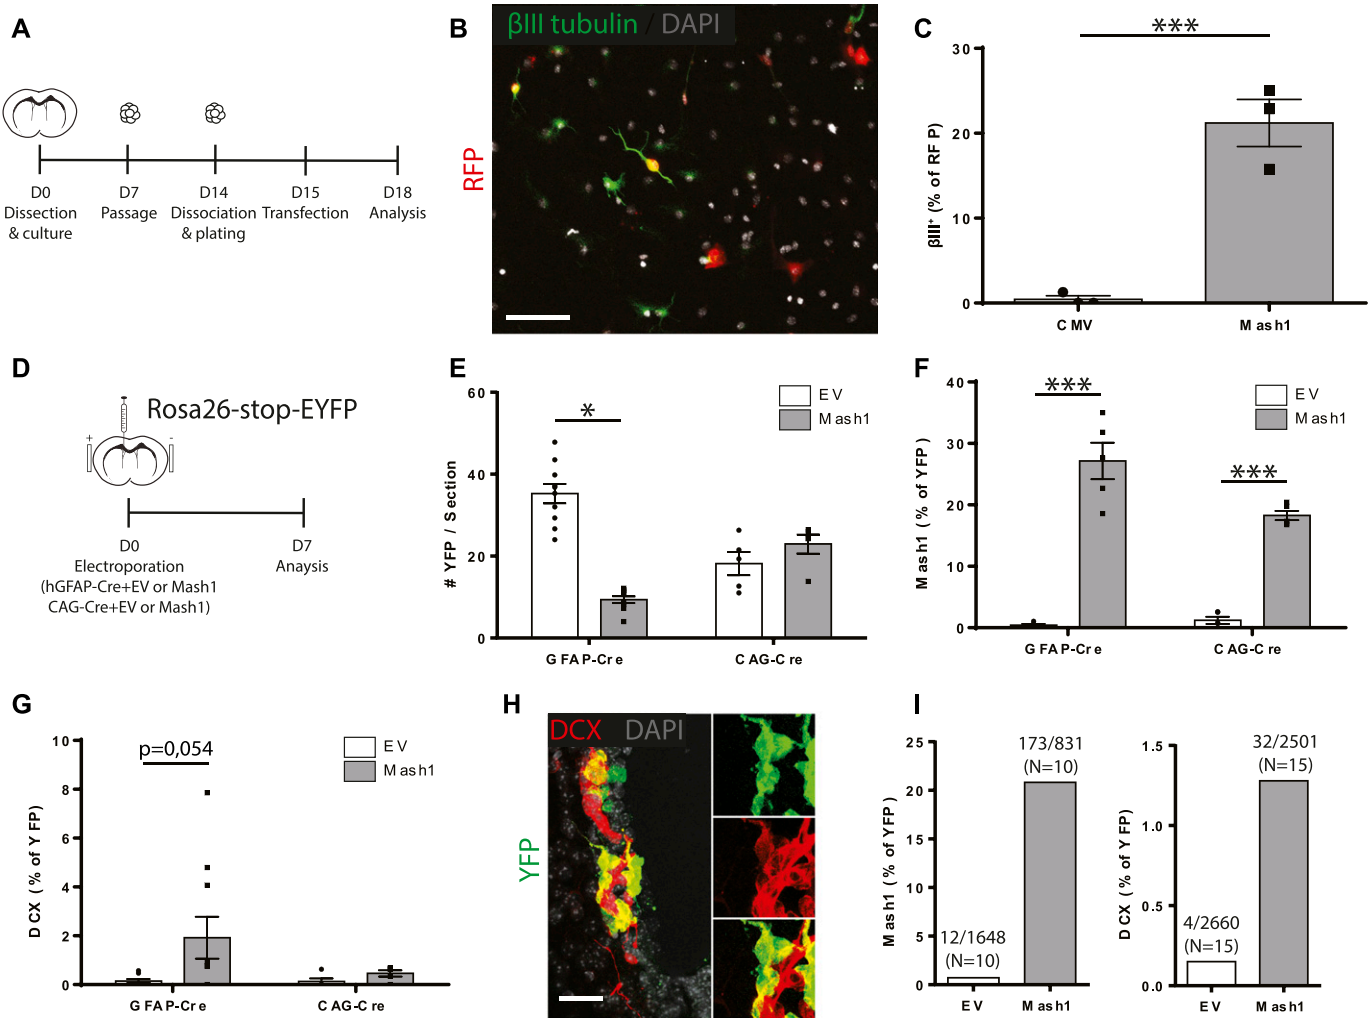 A
D0
D7
D14
D15
D18
Dissection
Passage
Dissociation
Transfection
Analysis
& culture
& plating
B
βIII tubulin / DAPI
RFP
C
***
βIII+ (% of RFP)
30
20
10
0
CMV
Mash1
D
Rosa26-stop-EYFP
+
-
D0
D7
Electroporation
Anaysis
(hGFAP-Cre+EV or Mash1
CAG-Cre+EV or Mash1)
E
# YFP / Section
60
40
20
0
*
EV
Mash1
GFAP-Cre
CAG-Cre
F
Mash1 (% of YFP)
40
30
20
10
0
***
***
EV
Mash1
GFAP-Cre
CAG-Cre
G
DCX (% of YFP)
10
8
6
4
2
0
p=0,054
EV
Mash1
GFAP-Cre
CAG-Cre
H
DCX DAPI
YFP
I
Mash1 (% of YFP)
25
20
15
10
5
0
12/1648
(N=10)
173/831
(N=10)
EV
Mash1
DCX (% of YFP)
1.5
1.0
0.5
0.0
4/2660
(N=15)
32/2501
(N=15)
EV
Mash1